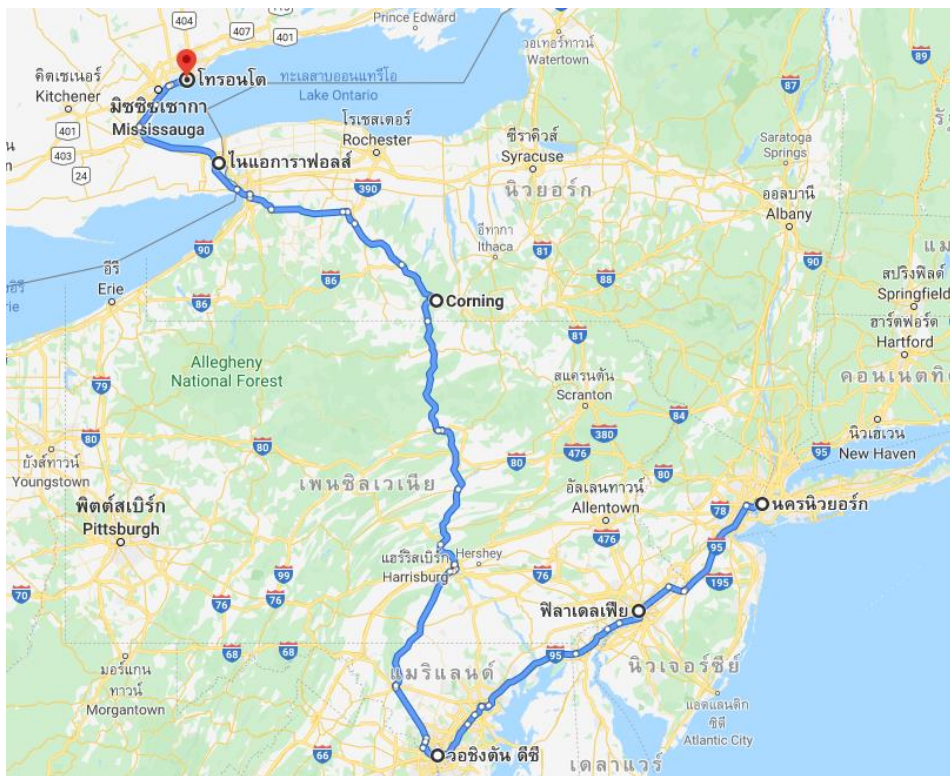 404
407
401
Prince Edward
81
89
วอเทอร์ทาวน์
Watertown
โทรอนโต
ทะเลสาบออนแทรีโอ
Lake Ontario
คิตเชเนอร์
Kitchener
มิซซิซเซากา
Mississauga
87
401
403
24
โรเชสเตอร์
Rochester
ซีราคิวส์
Syracuse
Saratoga
Springs
ไนแอการาฟอลส์
390
นิวยอร์ก
ออลบานี
Albany
อีทากา
Ithaca
90
81
90
อีรี
Erie
86
86
88
Corning
สปริงฟิลด์
Springfield
81
ฮาร์ตฟอร์ด
Hartford
Allegheny
National Forest
79
สแครนตัน
Scranton
84
คอนเนตทิ
380
นิวเฮเวน
New Haven
95
80
80
80
476
80
ยังส์ทาวน์
Youngstown
เพนซิลเวเนีย
อัลเลนทาวน์
Allentown
78
นครนิวยอร์ก
พิตต์สเบิร์ก
Pittsburgh
476
95
แฮร์ริสเบิร์ก
Harrisburg
Hershey
99
76
195
70
76
76
ฟิลาเดลเฟีย
68
68
95
นิวเจอร์ซีย์
มอร์แกน
ทาวน์
Morgantown
แมริแลนด์
แอตแลนติก
ซิตี
Atlantic City
66
วอชิงตัน ดีซี
เดลาแวร์